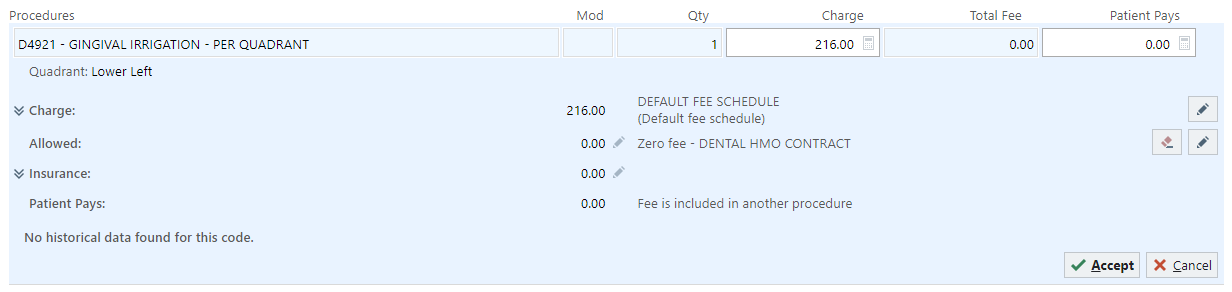 Procedures Mod Qty Charge Total Fee Patient Pays
D4921 - GINGIVAL IRRIGATION - PER QUADRANT 1 216.00 0.00 0.00
Quadrant: Lower Left
Charge: 216.00 DEFAULT FEE SCHEDULE
(Default fee schedule)
Allowed: 0.00 Zero fee - DENTAL HMO CONTRACT
Insurance: 0.00
Patient Pays: 0.00 Fee is included in another procedure
No historical data found for this code.
Accept Cancel